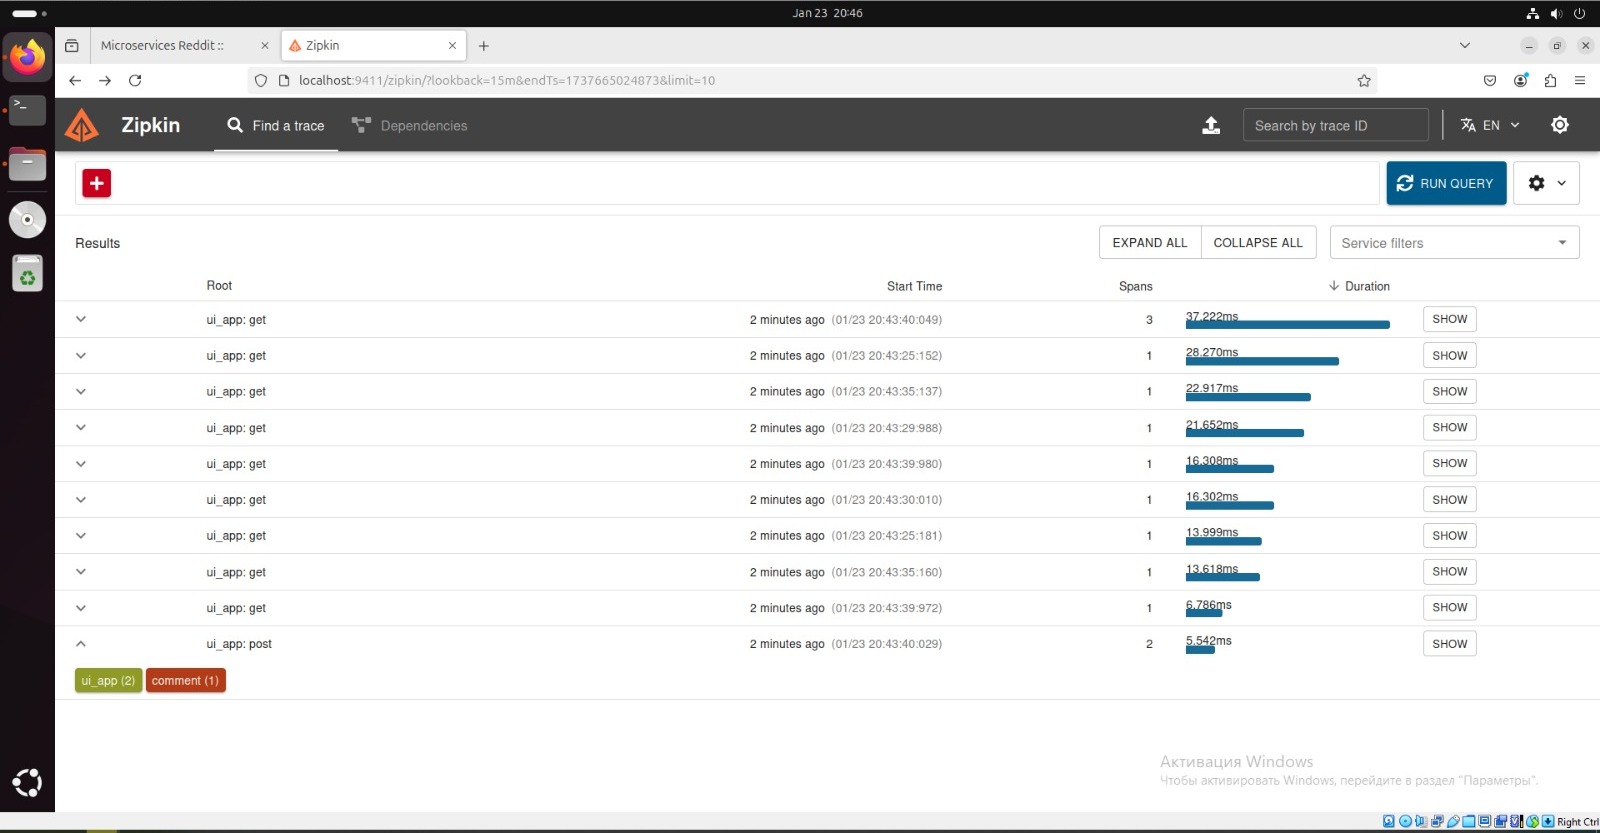 Jan 23 20:46
Microservices Reddit ::
Zipkin
localhost:9411/zipkin/?lookback=15m&endTs=1737665024873&limit=10
Zipkin
Find a trace
Dependencies
Search by trace ID
EN
RUN QUERY
Results
EXPAND ALL
COLLAPSE ALL
Service filters
Root Start Time Spans Duration
ui_app: get 2 minutes ago (01/23 20:43:40:049) 3 37.222ms SHOW
ui_app: get 2 minutes ago (01/23 20:43:25:152) 1 28.270ms SHOW
ui_app: get 2 minutes ago (01/23 20:43:35:137) 1 22.917ms SHOW
ui_app: get 2 minutes ago (01/23 20:43:29:988) 1 21.652ms SHOW
ui_app: get 2 minutes ago (01/23 20:43:39:980) 1 16.308ms SHOW
ui_app: get 2 minutes ago (01/23 20:43:30:010) 1 16.302ms SHOW
ui_app: get 2 minutes ago (01/23 20:43:25:181) 1 13.999ms SHOW
ui_app: get 2 minutes ago (01/23 20:43:35:160) 1 13.618ms SHOW
ui_app: get 2 minutes ago (01/23 20:43:39:972) 1 6.786ms SHOW
ui_app: post 2 minutes ago (01/23 20:43:40:029) 2 5.542ms SHOW
ui_app (2) comment (1)
Активация Windows
Чтобы активировать Windows, перейдите в раздел "Параметры".
Right Ctrl